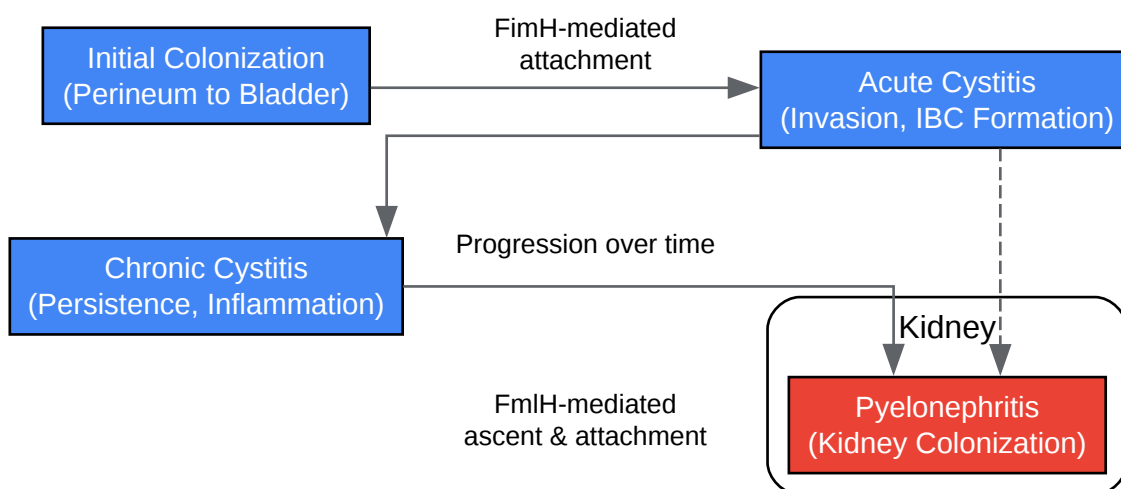 FimH-mediated
attachment
Initial Colonization
(Perineum to Bladder)
Acute Cystitis
(Invasion, IBC Formation)
Progression over time
Chronic Cystitis
(Persistence, Inflammation)
Kidney
FmlH-mediated
ascent & attachment
Pyelonephritis
(Kidney Colonization)